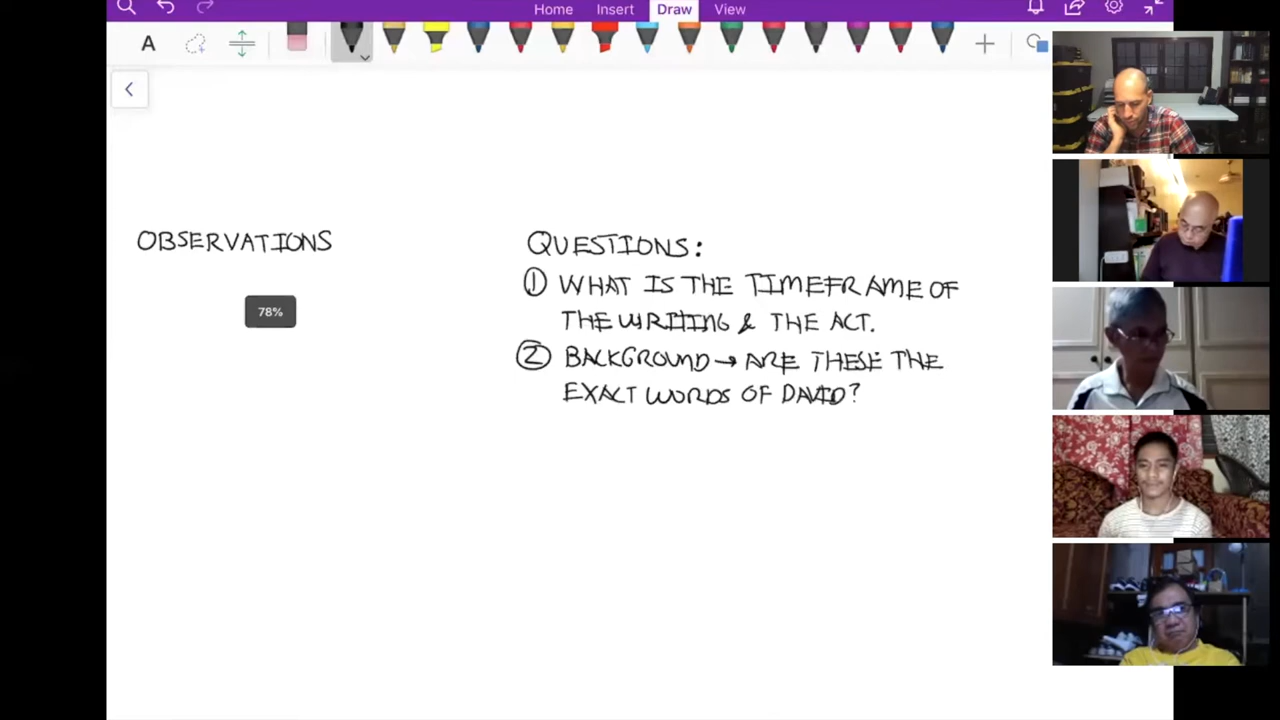 Home Insert Draw View
A
OBSERVATIONS
78%
QUESTIONS:
① WHAT IS THE TIMEFRAME OF
THE WRITING & THE ACT.
② BACKGROUND → ARE THESE THE
EXACT WORDS OF DAVID?